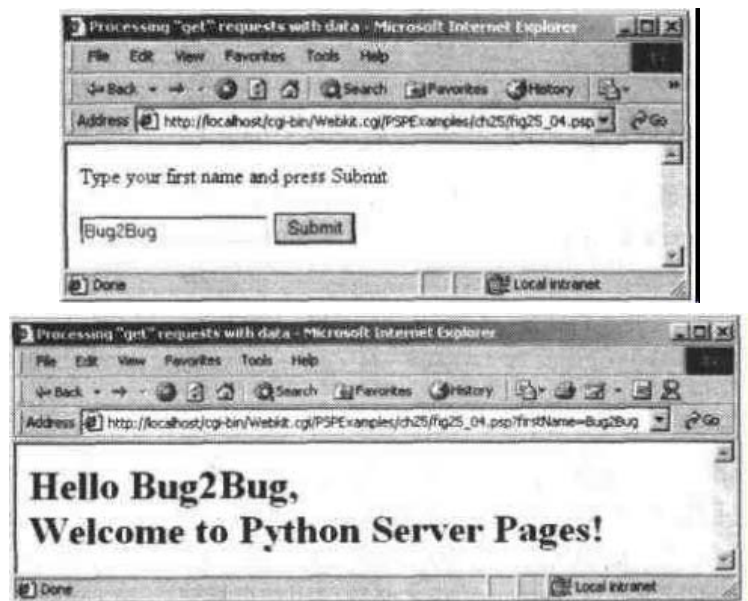 Processing "get" requests with data - Microsoft Internet Explorer
File Edit View Favorites Tools Help
Back Search Favorites History »
Address http://localhost/cgi-bin/Webkit.cgi/PSPExamples/ch25/fig25_04.psp Go
Type your first name and press Submit
Bug2Bug Submit
Done Local intranet
Processing "get" requests with data - Microsoft Internet Explorer
File Edit View Favorites Tools Help
Back Search Favorites History
Address http://localhost/cgi-bin/Webkit.cgi/PSPExamples/ch25/fig25_04.psp?firstName=Bug2Bug Go
Hello Bug2Bug,
Welcome to Python Server Pages!
Done Local intranet